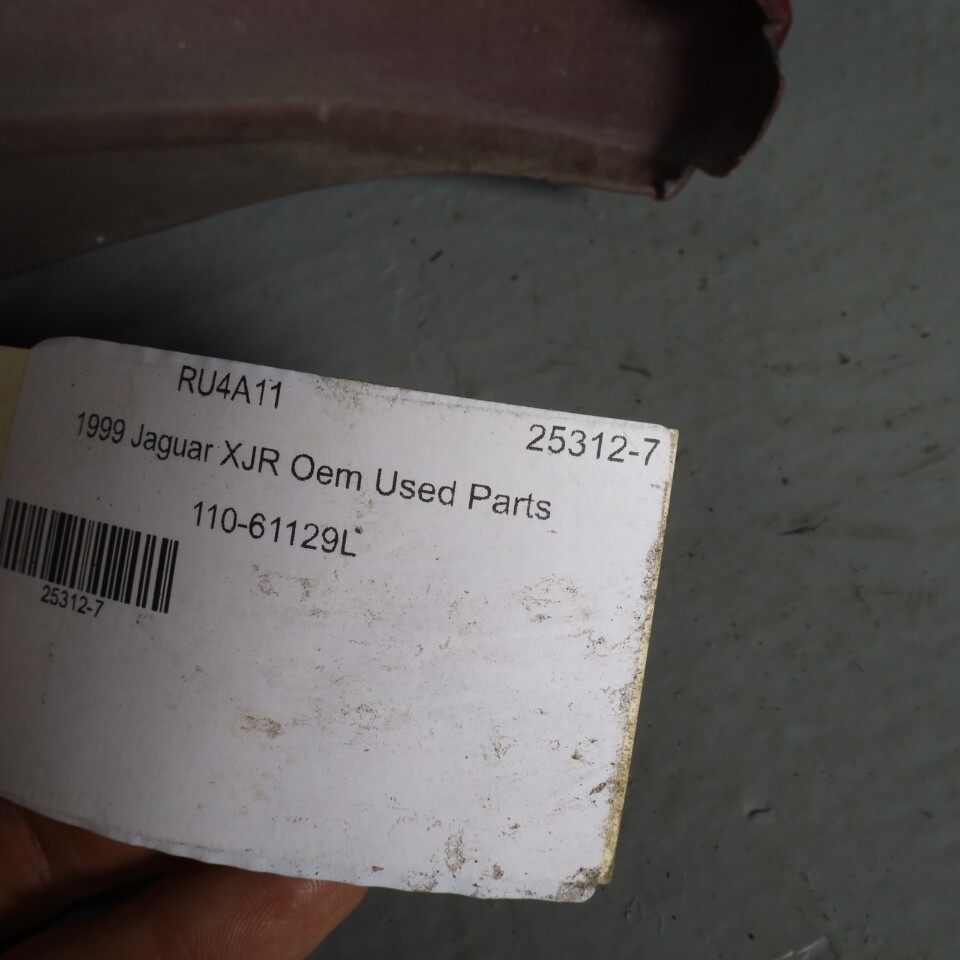 RU4A11
25312-7
1999 Jaguar XJR Oem Used Parts
110-61129L
25312-7